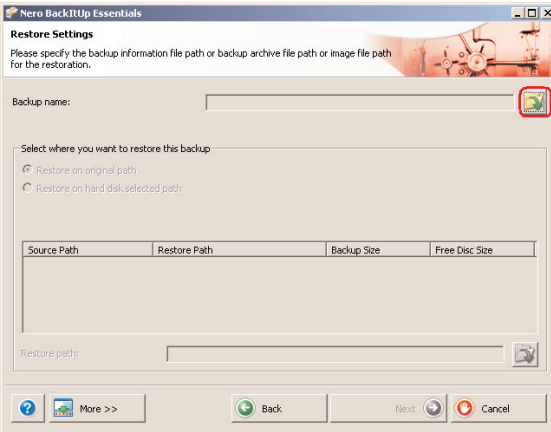 Nero BackItUp Essentials
Restore Settings
Please specify the backup information file path or backup archive file path or image file path
for the restoration.
Backup name:
Select where you want to restore this backup
Restore on original path
Restore on hard disk selected path
Source Path Restore Path Backup Size Free Disc Size
Restore path:
More >> Back Next Cancel